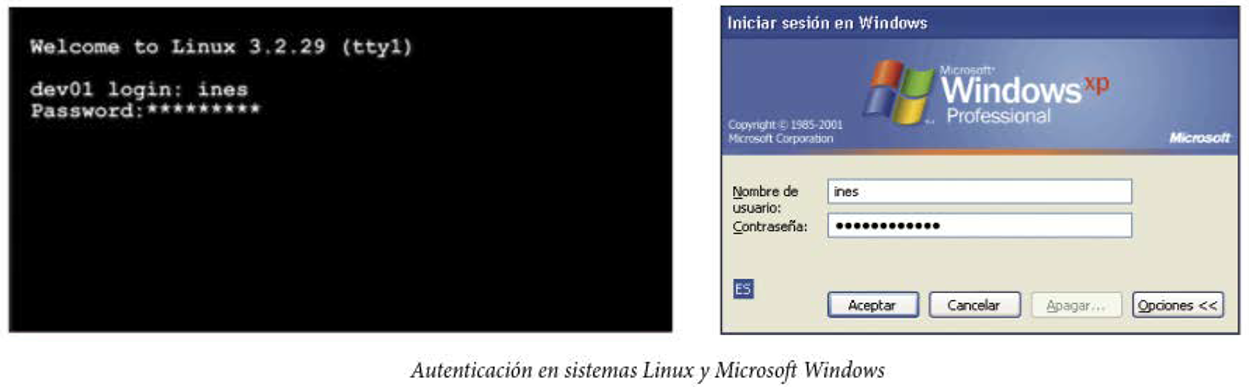 Welcome to Linux 3.2.29 (tty1)
dev01 login: ines
Password:*********
Iniciar sesión en Windows
Microsoft®
Windows xp
Professional
Copyright © 1985-2001
Microsoft Corporation
Microsoft
Nombre de
usuario:
ines
Contraseña:
••••••••••••
ES
Aceptar
Cancelar
Apagar...
Opciones <<
Autenticación en sistemas Linux y Microsoft Windows